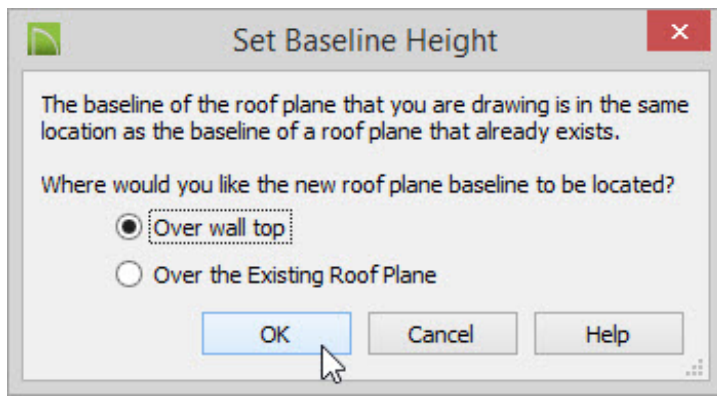 Set Baseline Height
The baseline of the roof plane that you are drawing is in the same
location as the baseline of a roof plane that already exists.
Where would you like the new roof plane baseline to be located?
Over wall top
Over the Existing Roof Plane
OK Cancel Help